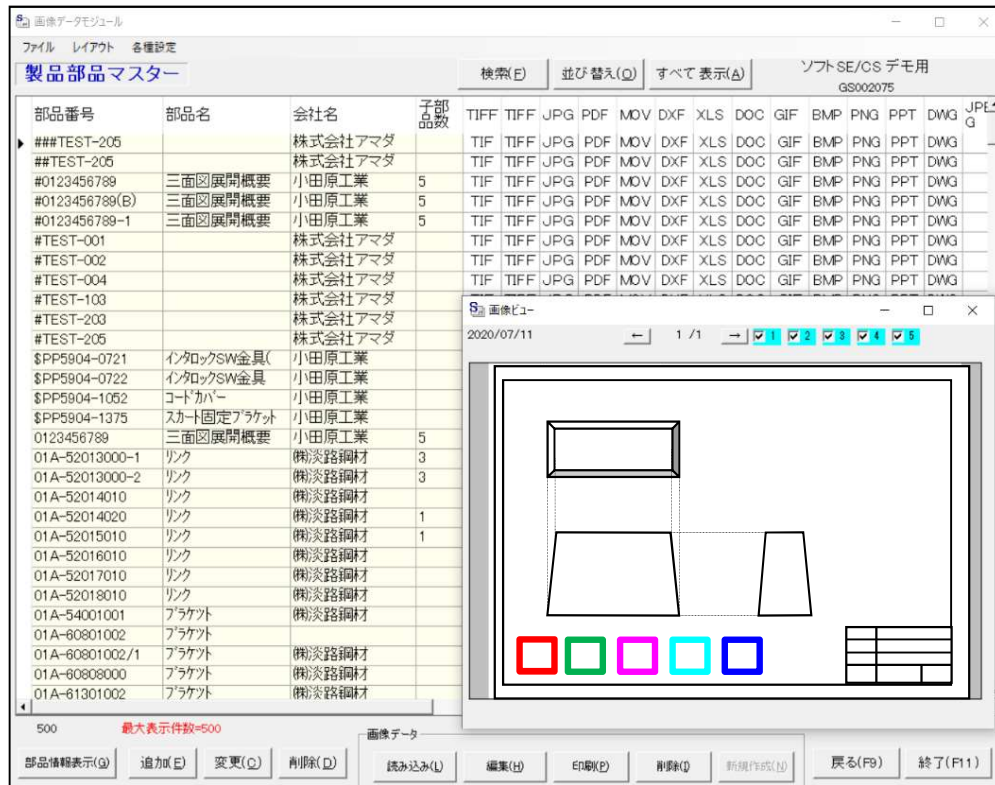 画像データモジュール
ファイル レイアウト 各種設定
製品部品マスター 検索(F) 並び替え(O) すべて表示(A) ソフトSE/CS デモ用
GS002075
部品番号 部品名 会社名 子部品数 TIFF TIFF JPG PDF MOV DXF XLS DOC GIF BMP PNG PPT DWG JPEG
###TEST-205 株式会社アマダ TIF TIFF JPG PDF MOV DXF XLS DOC GIF BMP PNG PPT DWG
##TEST-205 株式会社アマダ TIF TIFF JPG PDF MOV DXF XLS DOC GIF BMP PNG PPT DWG
#0123456789 三面図展開概要 小田原工業 5 TIF TIFF JPG PDF MOV DXF XLS DOC GIF BMP PNG PPT DWG
#0123456789(B) 三面図展開概要 小田原工業 5 TIF TIFF JPG PDF MOV DXF XLS DOC GIF BMP PNG PPT DWG
#0123456789-1 三面図展開概要 小田原工業 5 TIF TIFF JPG PDF MOV DXF XLS DOC GIF BMP PNG PPT DWG
#TEST-001 株式会社アマダ TIF TIFF JPG PDF MOV DXF XLS DOC GIF BMP PNG PPT DWG
#TEST-002 株式会社アマダ TIF TIFF JPG PDF MOV DXF XLS DOC GIF BMP PNG PPT DWG
#TEST-004 株式会社アマダ TIF TIFF JPG PDF MOV DXF XLS DOC GIF BMP PNG PPT DWG
#TEST-103 株式会社アマダ
#TEST-203 株式会社アマダ
#TEST-205 株式会社アマダ
$PP5904-0721 インタロックSW金具( 小田原工業
$PP5904-0722 インタロックSW金具 小田原工業
$PP5904-1052 コードカバー 小田原工業
$PP5904-1375 スカート固定ブラケット 小田原工業
0123456789 三面図展開概要 小田原工業 5
01A-52013000-1 リンク ㈱淡路鋼材 3
01A-52013000-2 リンク ㈱淡路鋼材 3
01A-52014010 リンク ㈱淡路鋼材
01A-52014020 リンク ㈱淡路鋼材 1
01A-52015010 リンク ㈱淡路鋼材 1
01A-52016010 リンク ㈱淡路鋼材
01A-52017010 リンク ㈱淡路鋼材
01A-52018010 リンク ㈱淡路鋼材
01A-54001001 ブラケット ㈱淡路鋼材
01A-60801002 ブラケット
01A-60801002/1 ブラケット ㈱淡路鋼材
01A-60808000 ブラケット ㈱淡路鋼材
01A-61301002 ブラケット ㈱淡路鋼材
画像ビュー
2020/07/11 ← 1 /1 → 1 2 3 4 5
500 最大表示件数=500
画像データ
部品情報表示(G) 追加(E) 変更(C) 削除(D) 読み込み(L) 編集(H) 印刷(P) 削除(I) 新規作成(N) 戻る(F9) 終了(F11)